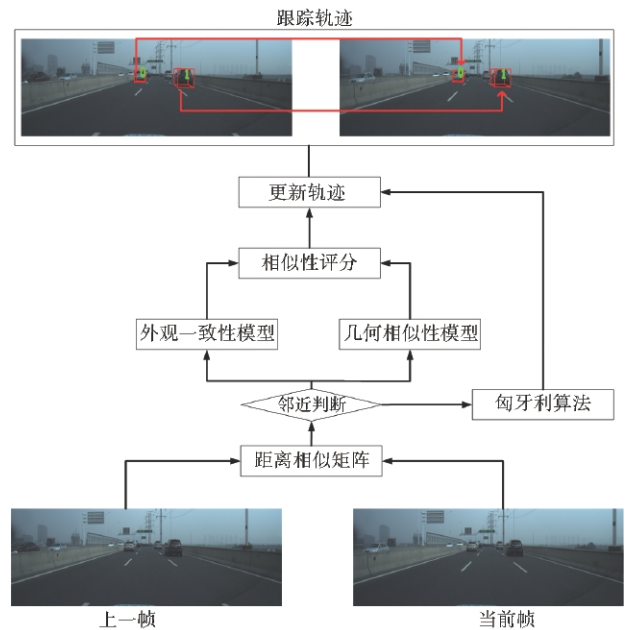 跟踪轨迹
1
1
更新轨迹
相似性评分
外观一致性模型
几何相似性模型
邻近判断
匈牙利算法
距离相似矩阵
上一帧
当前帧